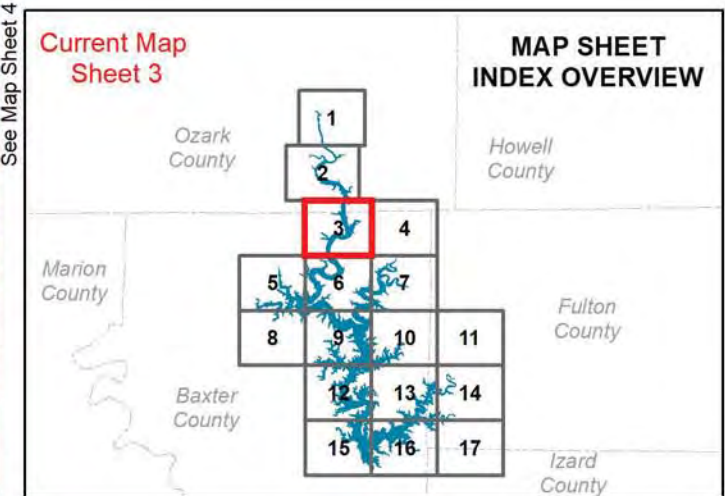 See Map Sheet 4
Current Map
Sheet 3
MAP SHEET
INDEX OVERVIEW
1
Ozark
County
Howell
County
2
3
4
Marion
County
5
6
7
Fulton
County
8
9
10
11
Baxter
County
12
13
14
15
16
17
Izard
County